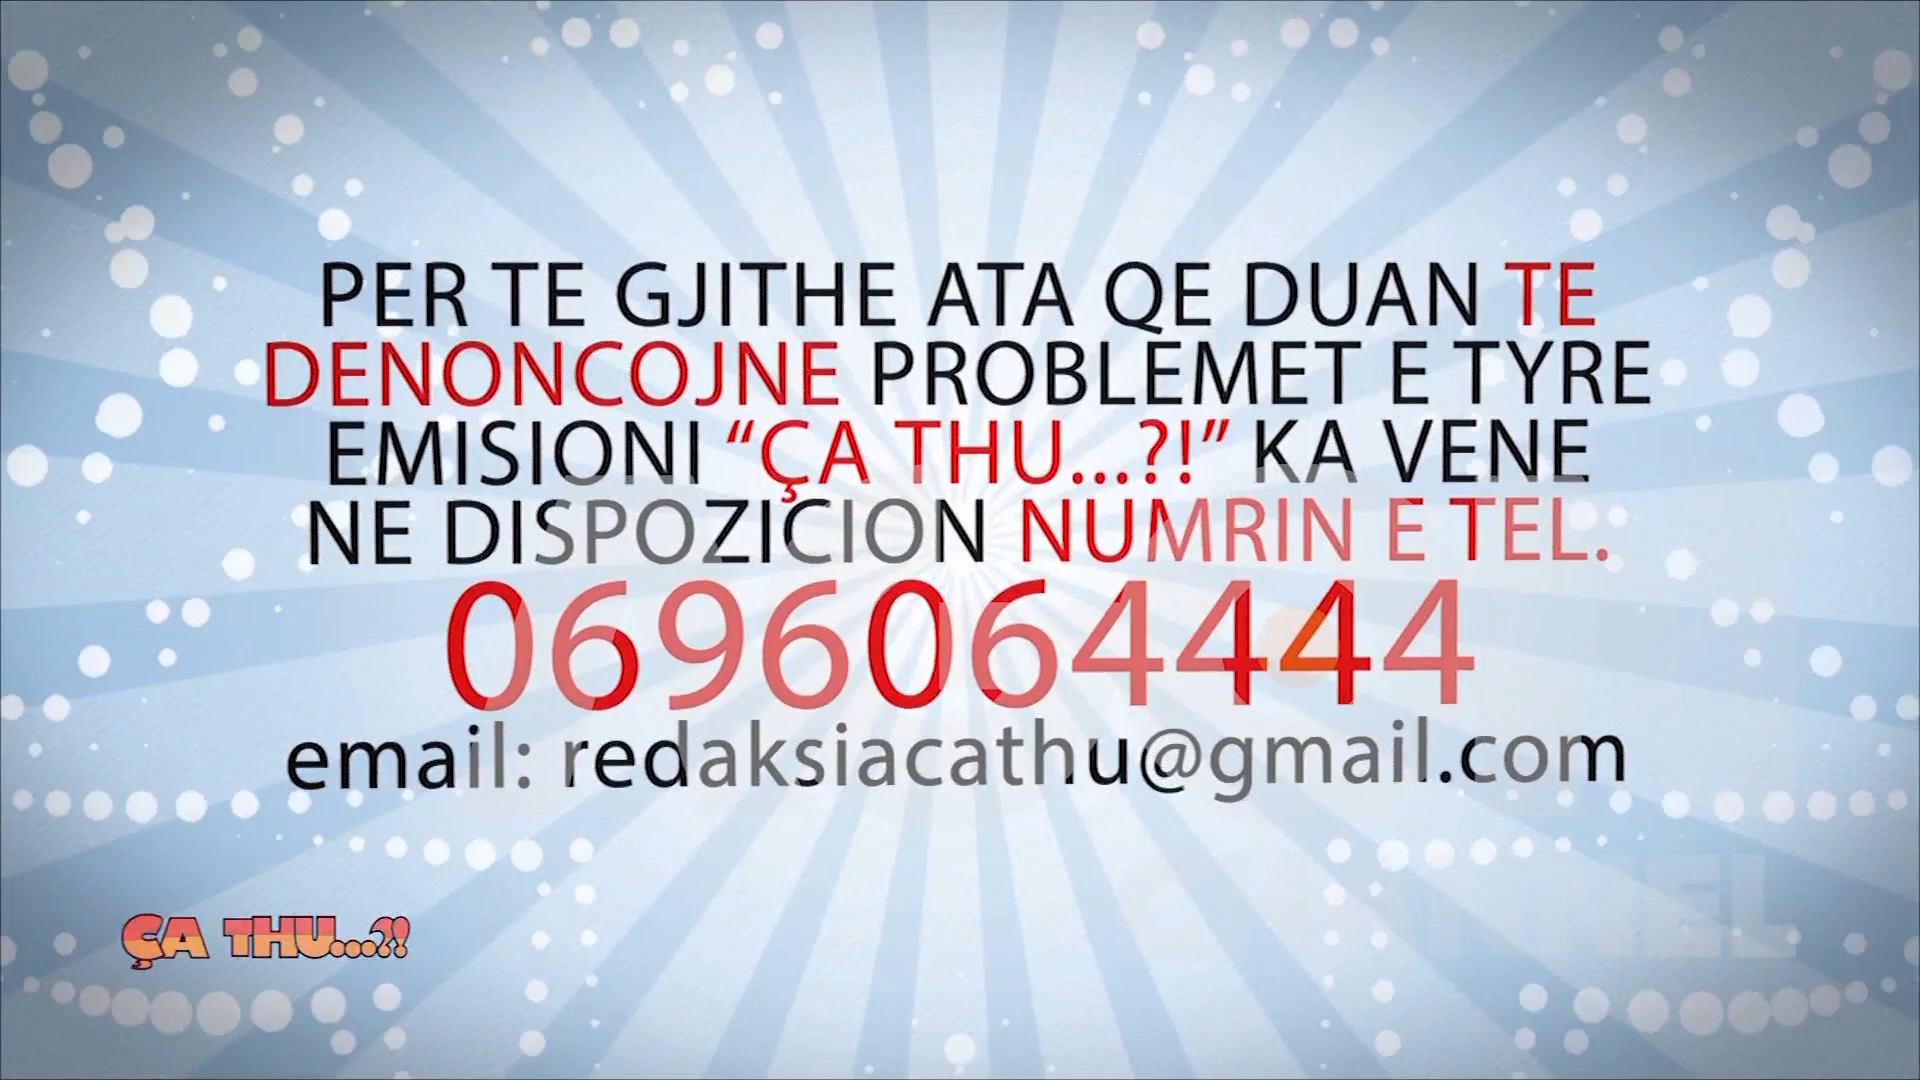 PER TE GJITHE ATA QE DUAN TE
DENONCOJNE PROBLEMET E TYRE
EMISIONI “ÇA THU...?!” KA VENE
NE DISPOZICION NUMRIN E TEL.
0696064444
email: redaksiacathu@gmail.com
ÇA THU...?!